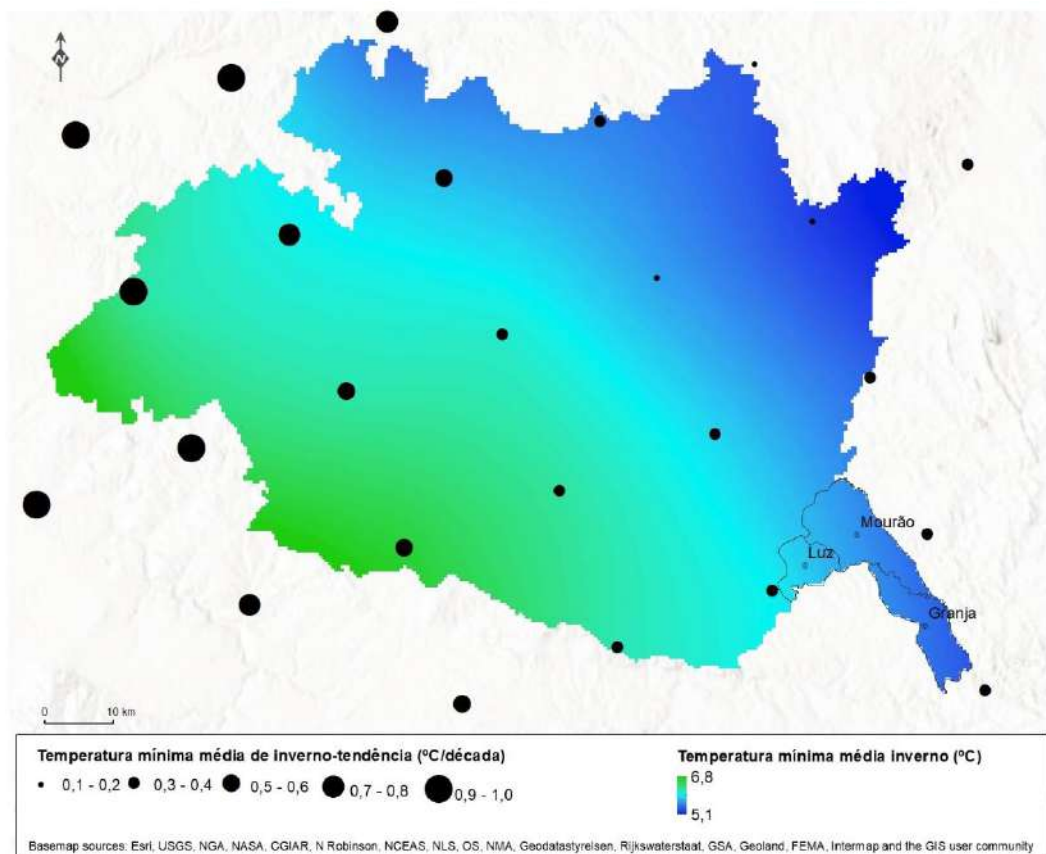 N
Mourão
Luz
Granja
0 10 km
Temperatura mínima média de inverno-tendência (ºC/década)
0,1 - 0,2 0,3 - 0,4 0,5 - 0,6 0,7 - 0,8 0,9 - 1,0
Temperatura mínima média inverno (ºC)
6,8
5,1
Basemap sources: Esri, USGS, NGA, NASA, CGIAR, N Robinson, NCEAS, NLS, OS, NMA, Geodatastyrelsen, Rijkswaterstaat, GSA, Geoland, FEMA, Intermap and the GIS user community